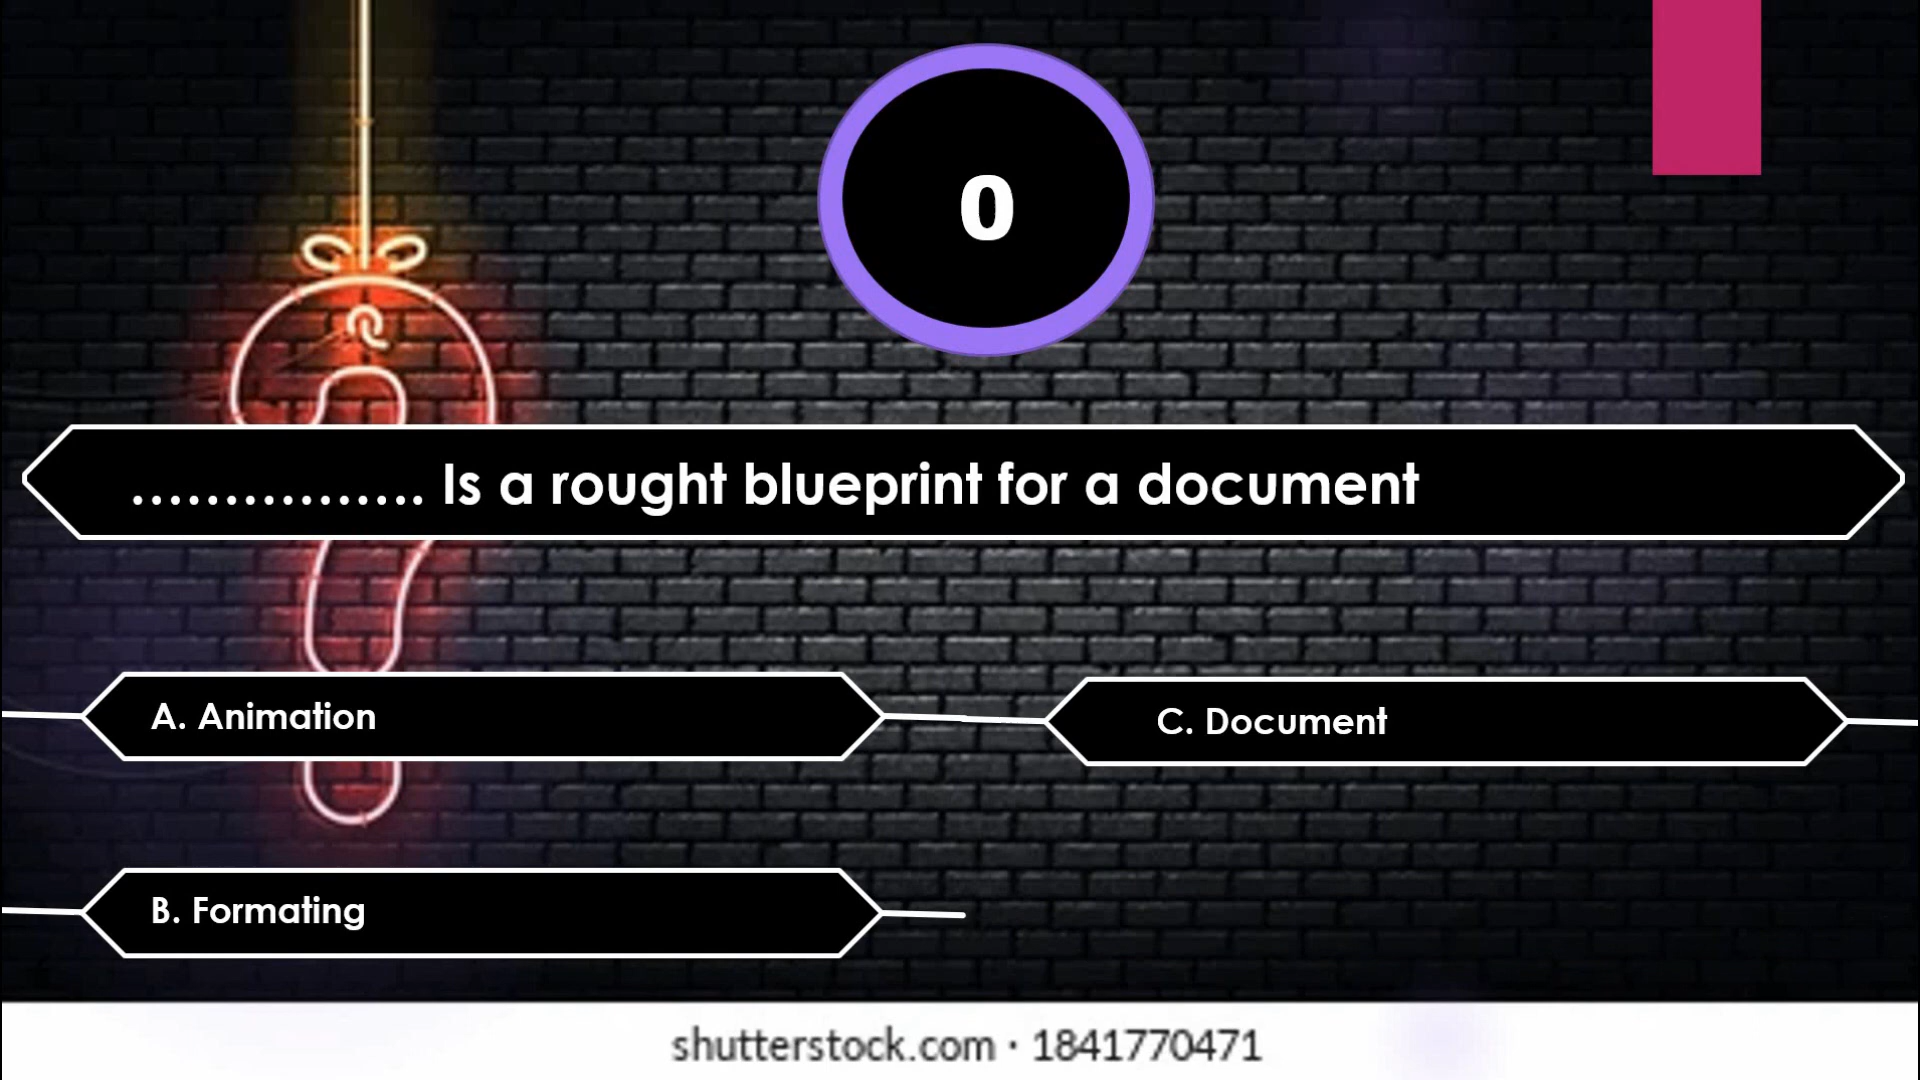 0
................ Is a rought blueprint for a document
A. Animation
C. Document
B. Formating
shutterstock.com · 1841770471